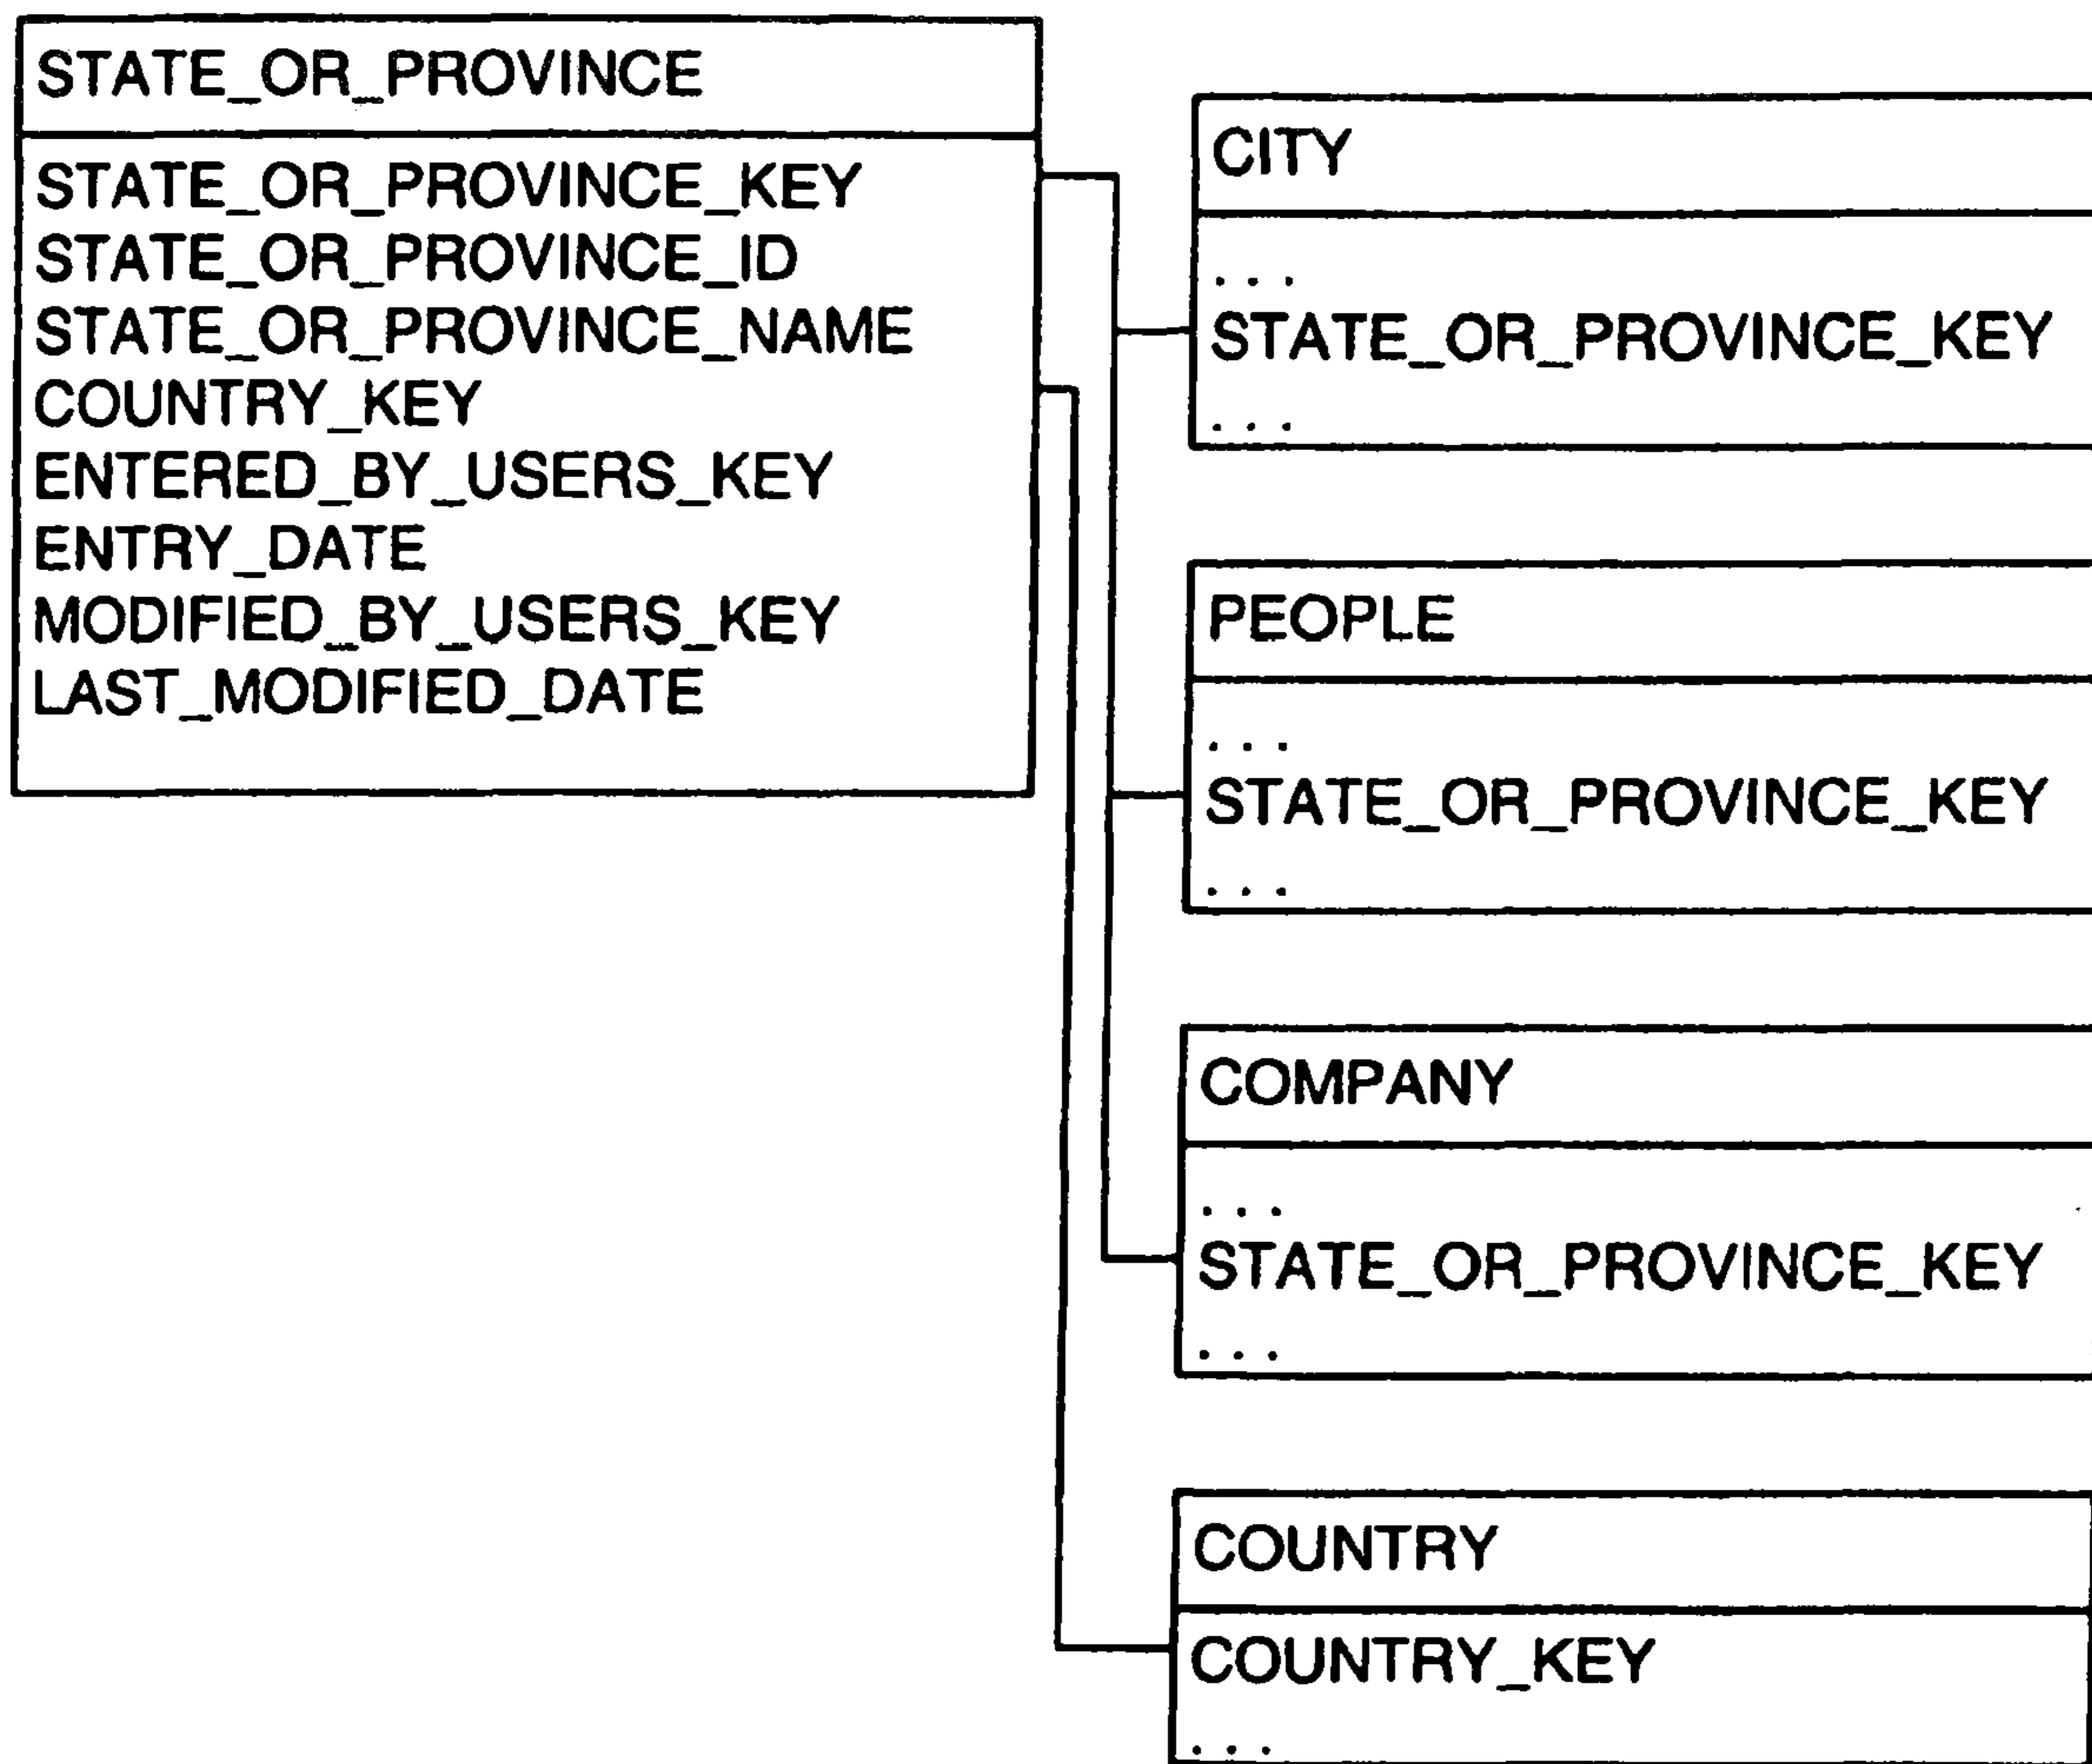 STATE_OR_PROVINCE
STATE_OR_PROVINCE_KEY
STATE_OR_PROVINCE_ID
STATE_OR_PROVINCE_NAME
COUNTRY_KEY
ENTERED_BY_USERS_KEY
ENTRY_DATE
MODIFIED_BY_USERS_KEY
LAST_MODIFIED_DATE
CITY
. . .
STATE_OR_PROVINCE_KEY
. . .
PEOPLE
. . .
STATE_OR_PROVINCE_KEY
. . .
COMPANY
. . .
STATE_OR_PROVINCE_KEY
. . .
COUNTRY
COUNTRY_KEY
. . .